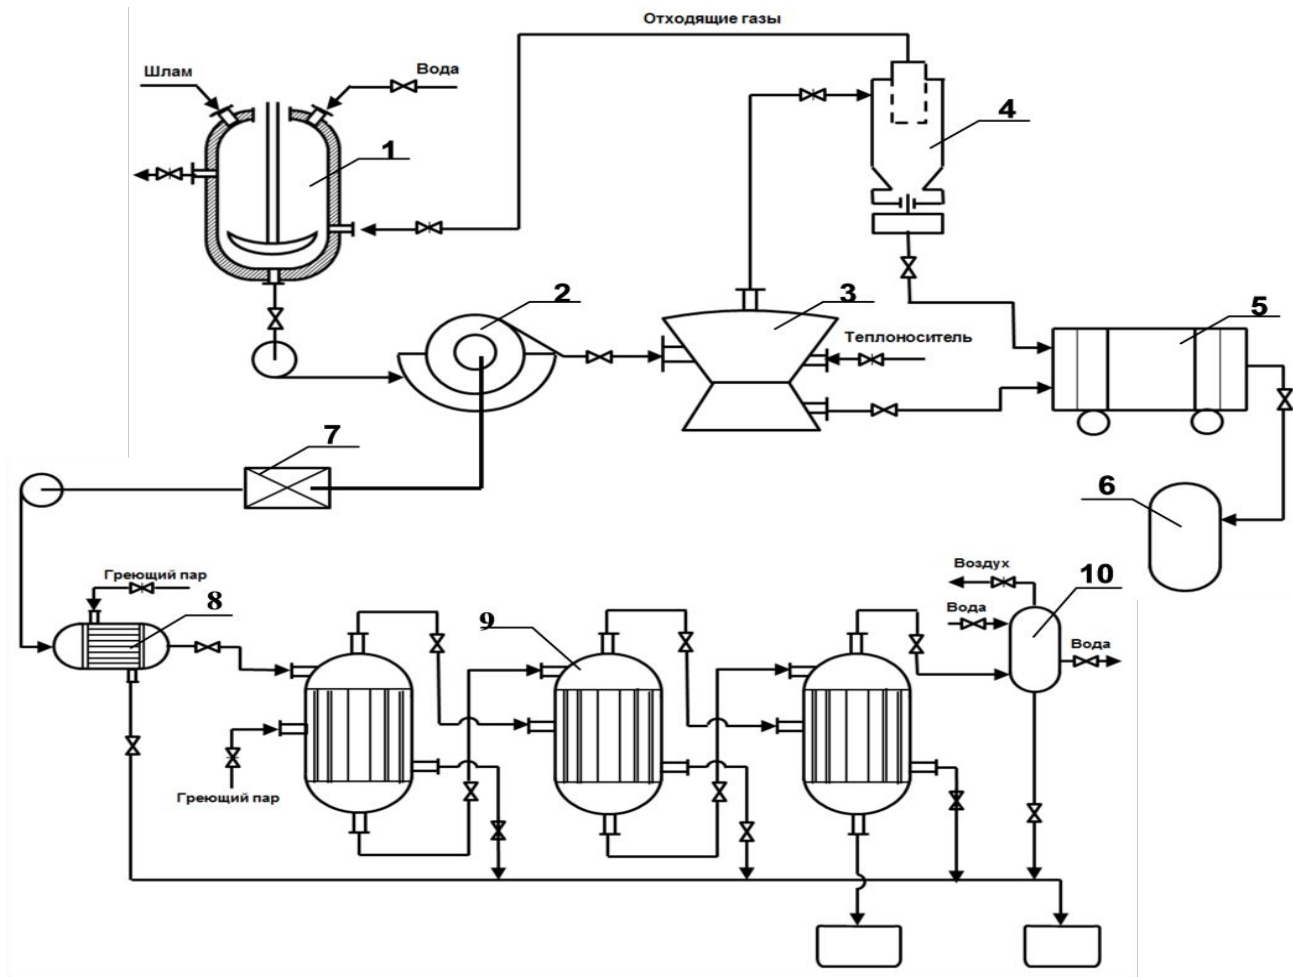 Отходящие газы
Шлам
Вода
4
1
2
3
Теплоноситель
5
7
6
Греющий пар
8
9
Воздух
10
Вода
Вода
Греющий пар